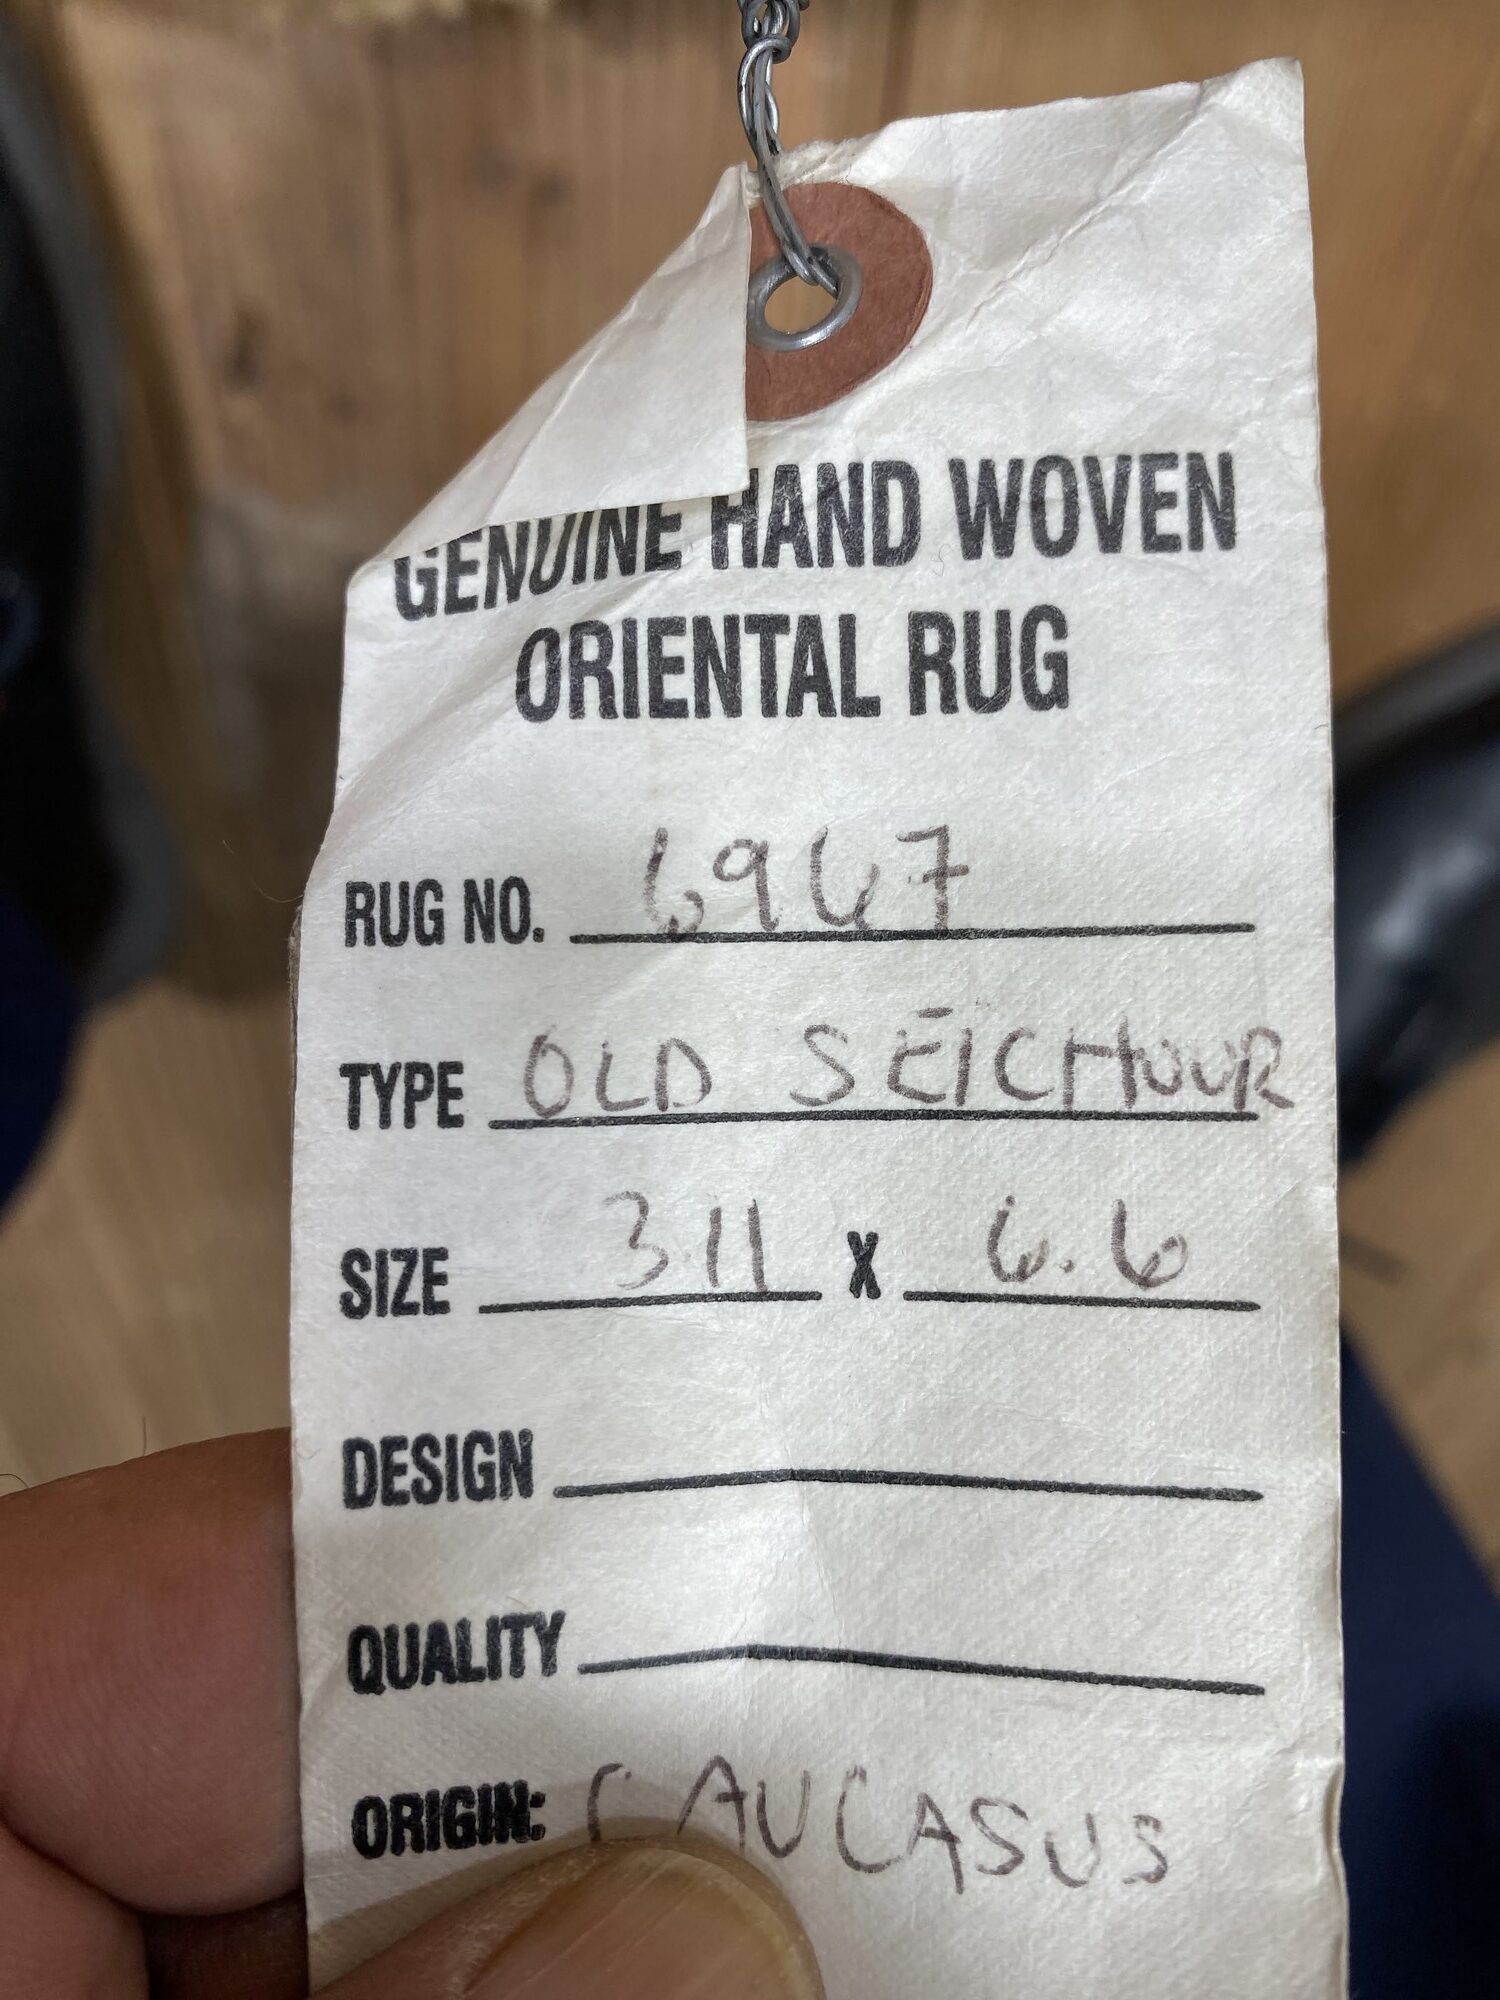 GENUINE HAND WOVEN
ORIENTAL RUG
RUG NO. 6967
TYPE OLD SEICHOUR
SIZE 3.11 X 6.6
DESIGN
QUALITY
ORIGIN: CAUCASUS